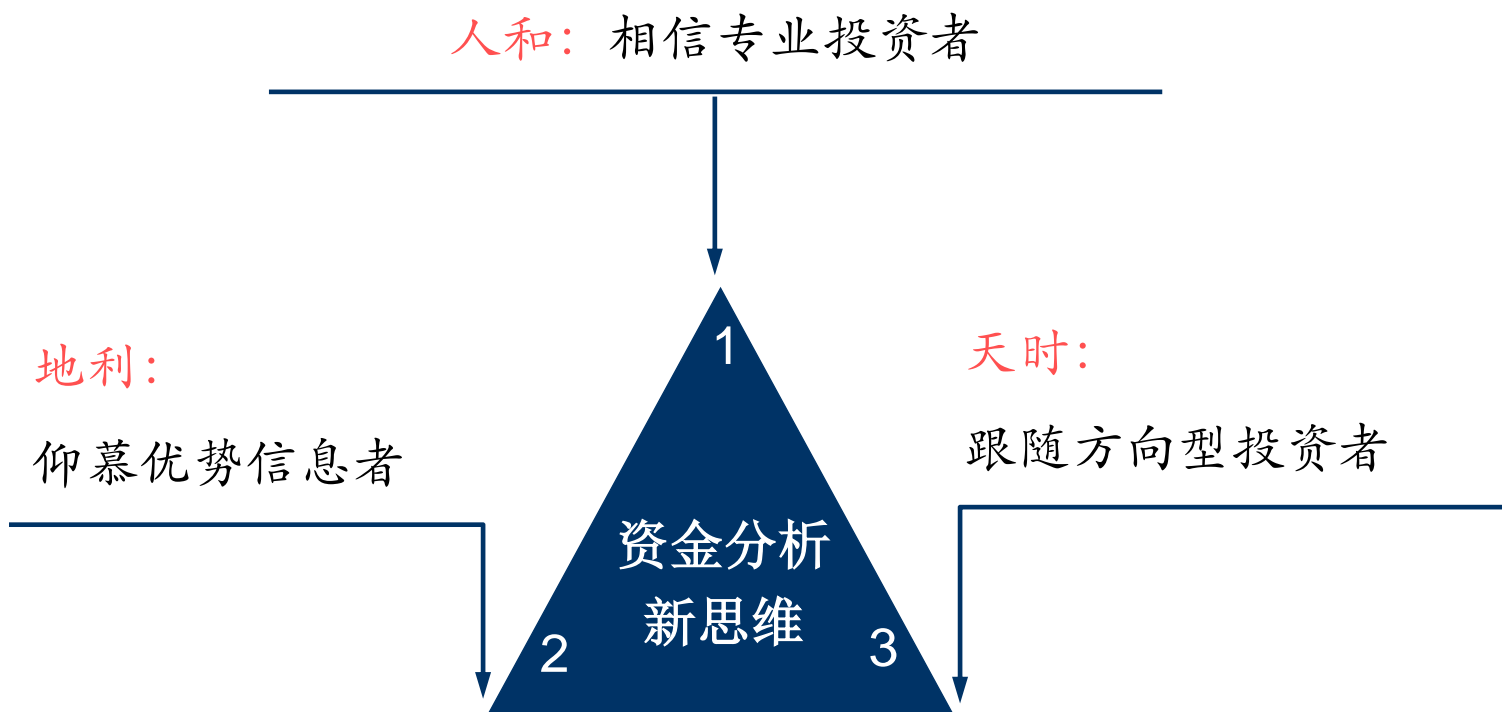 人和：相信专业投资者
地利：
仰慕优势信息者
天时：
跟随方向型投资者
1
资金分析
新思维
2
3